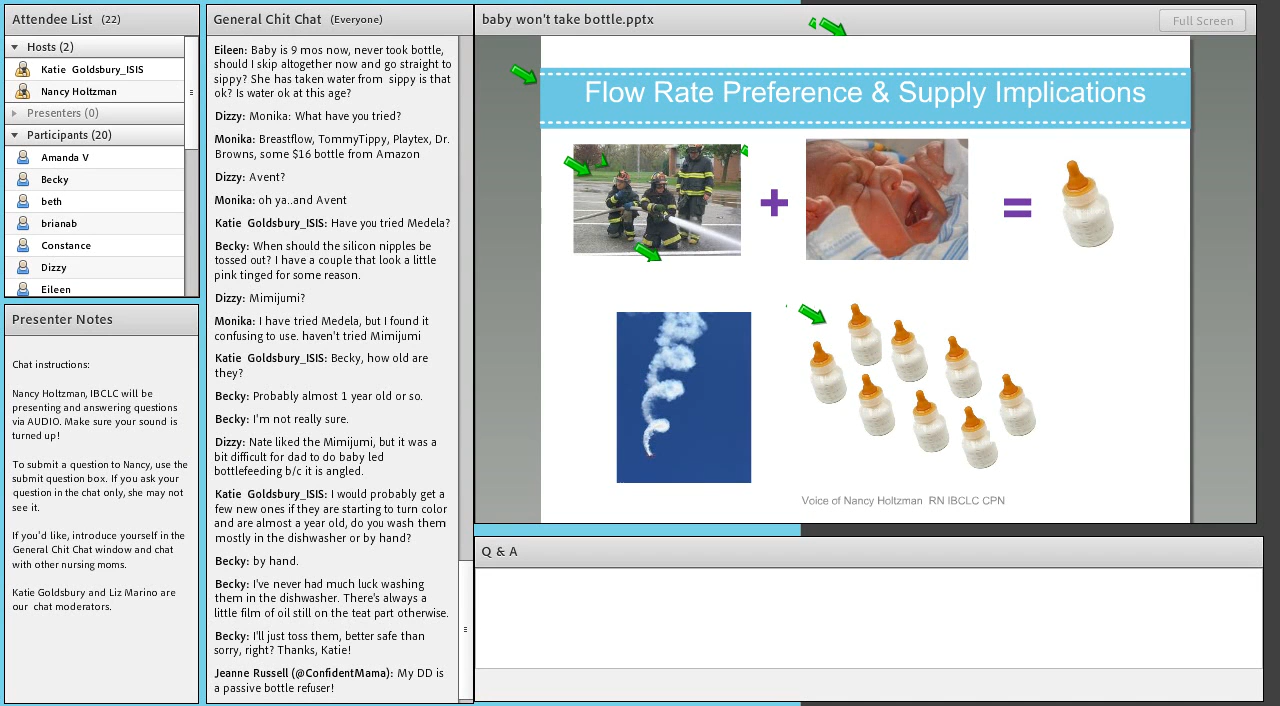 Attendee List (22)
Hosts (2)
Katie Goldsbury_ISIS
Nancy Holtzman
Presenters (0)
Participants (20)
Amanda V
Becky
beth
brianab
Constance
Dizzy
Eileen
Presenter Notes
Chat instructions:
Nancy Holtzman, IBCLC will be
presenting and answering questions
via AUDIO. Make sure your sound is
turned up!
To submit a question to Nancy, use the
submit question box. If you ask your
question in the chat only, she may not
see it.
If you'd like, introduce yourself in the
General Chit Chat window and chat
with other nursing moms.
Katie Goldsbury and Liz Marino are
our chat moderators.
General Chit Chat (Everyone)
Eileen: Baby is 9 mos now, never took bottle,
should I skip altogether now and go straight to
sippy? She has taken water from sippy is that
ok? Is water ok at this age?
Dizzy: Monika: What have you tried?
Monika: Breastflow, TommyTippy, Playtex, Dr.
Browns, some $16 bottle from Amazon
Dizzy: Avent?
Monika: oh ya..and Avent
Katie Goldsbury_ISIS: Have you tried Medela?
Becky: When should the silicon nipples be
tossed out? I have a couple that look a little
pink tinged for some reason.
Dizzy: Mimijumi?
Monika: I have tried Medela, but I found it
confusing to use. haven't tried Mimijumi
Katie Goldsbury_ISIS: Becky, how old are
they?
Becky: Probably almost 1 year old or so.
Becky: I'm not really sure.
Dizzy: Nate liked the Mimijumi, but it was a
bit difficult for dad to do baby led
bottlefeeding b/c it is angled.
Katie Goldsbury_ISIS: I would probably get a
few new ones if they are starting to turn color
and are almost a year old, do you wash them
mostly in the dishwasher or by hand?
Becky: by hand.
Becky: I've never had much luck washing
them in the dishwasher. There's always a
little film of oil still on the teat part otherwise.
Becky: I'll just toss them, better safe than
sorry, right? Thanks, Katie!
Jeanne Russell (@ConfidentMama): My DD is
a passive bottle refuser!
baby won't take bottle.pptx
Full Screen
Flow Rate Preference & Supply Implications
+
=
Voice of Nancy Holtzman RN IBCLC CPN
Q & A